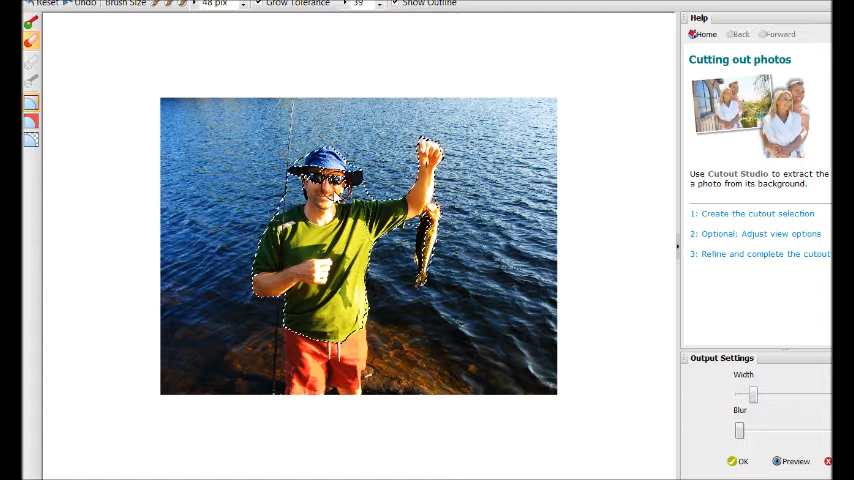 Reset Undo Brush Size 48 pix Grow Tolerance 39 Show Outline
Help
Home Back Forward
Cutting out photos
Use Cutout Studio to extract the
a photo from its background.
1: Create the cutout selection
2: Optional: Adjust view options
3: Refine and complete the cutout
Output Settings
Width
Blur
OK Preview